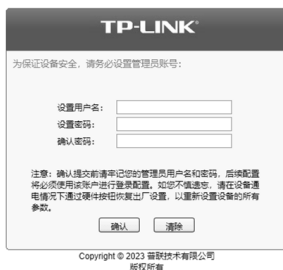 TP-LINK®
为保证设备安全，请务必设置管理员账号：
设置用户名：
设置密码：
确认密码：
注意：确认提交前请牢记您的管理员用户名和密码，后续配置
将必须使用该账户进行登录配置。如您不慎遗忘，请在设备通
电情况下通过硬件按钮恢复出厂设置，以重新设置设备的所有
参数。
确认 清除
Copyright © 2023 普联技术有限公司
版权所有